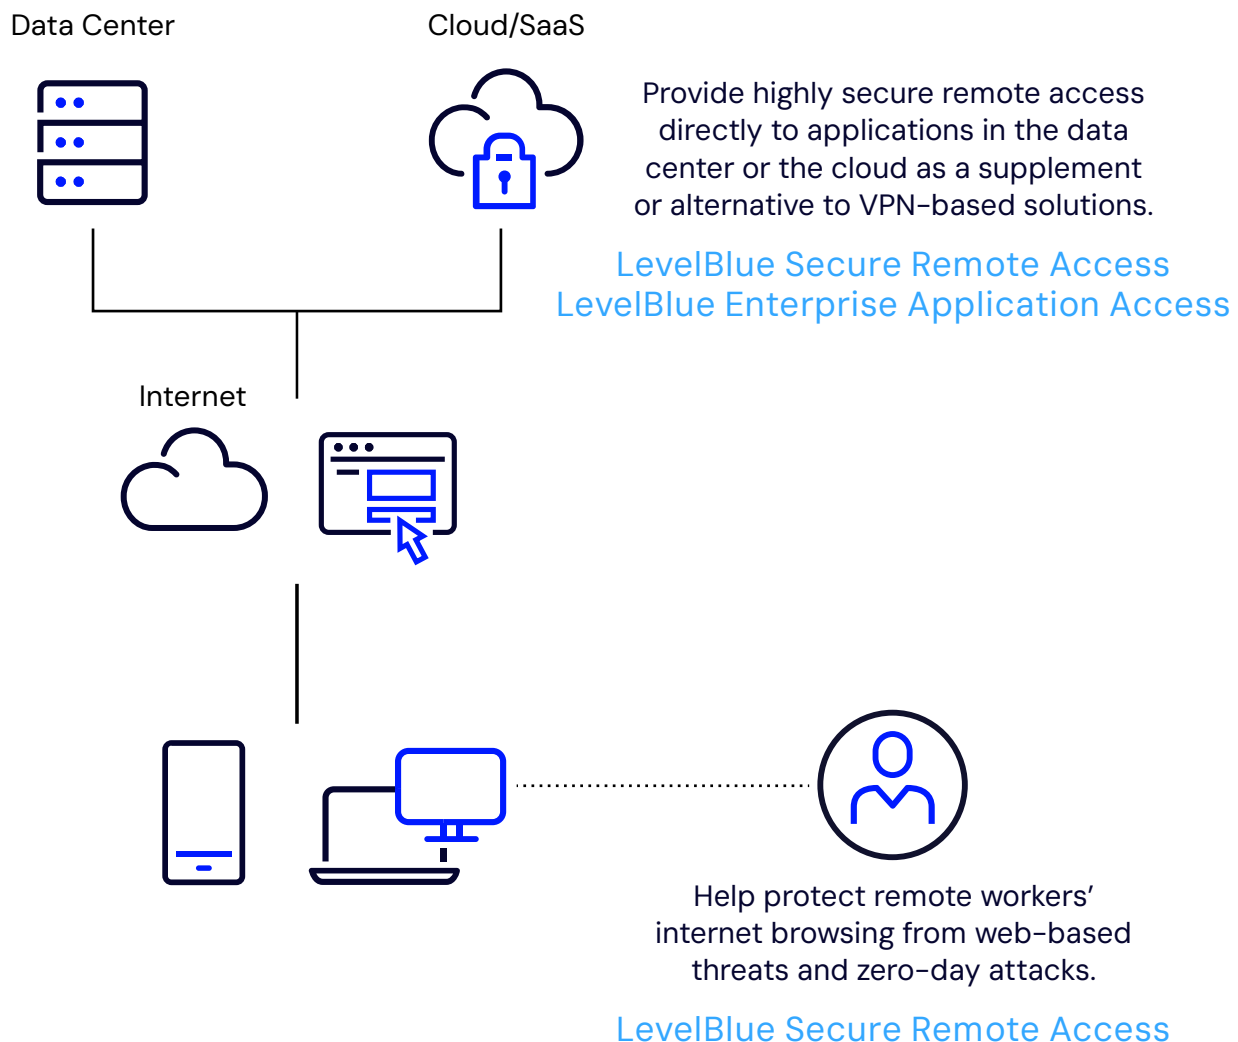 Data Center
Cloud/SaaS
Provide highly secure remote access
directly to applications in the data
center or the cloud as a supplement
or alternative to VPN-based solutions.
LevelBlue Secure Remote Access
LevelBlue Enterprise Application Access
Internet
Help protect remote workers’
internet browsing from web-based
threats and zero-day attacks.
LevelBlue Secure Remote Access